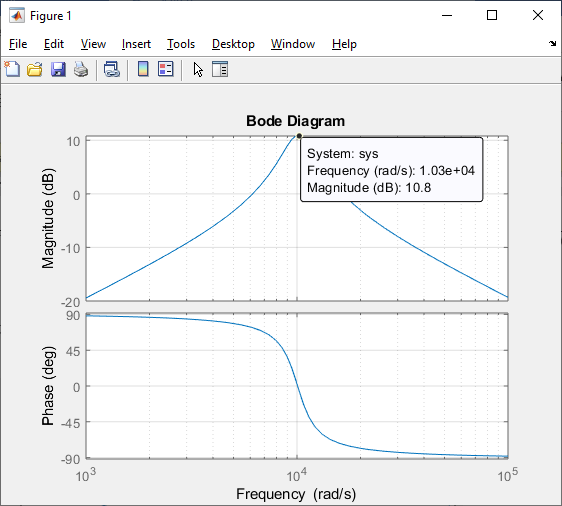 Figure 1
File Edit View Insert Tools Desktop Window Help
Bode Diagram
Magnitude (dB)
10
0
-10
-20
System: sys
Frequency (rad/s): 1.03e+04
Magnitude (dB): 10.8
Phase (deg)
90
45
0
-45
-90
10^3 10^4 10^5
Frequency (rad/s)